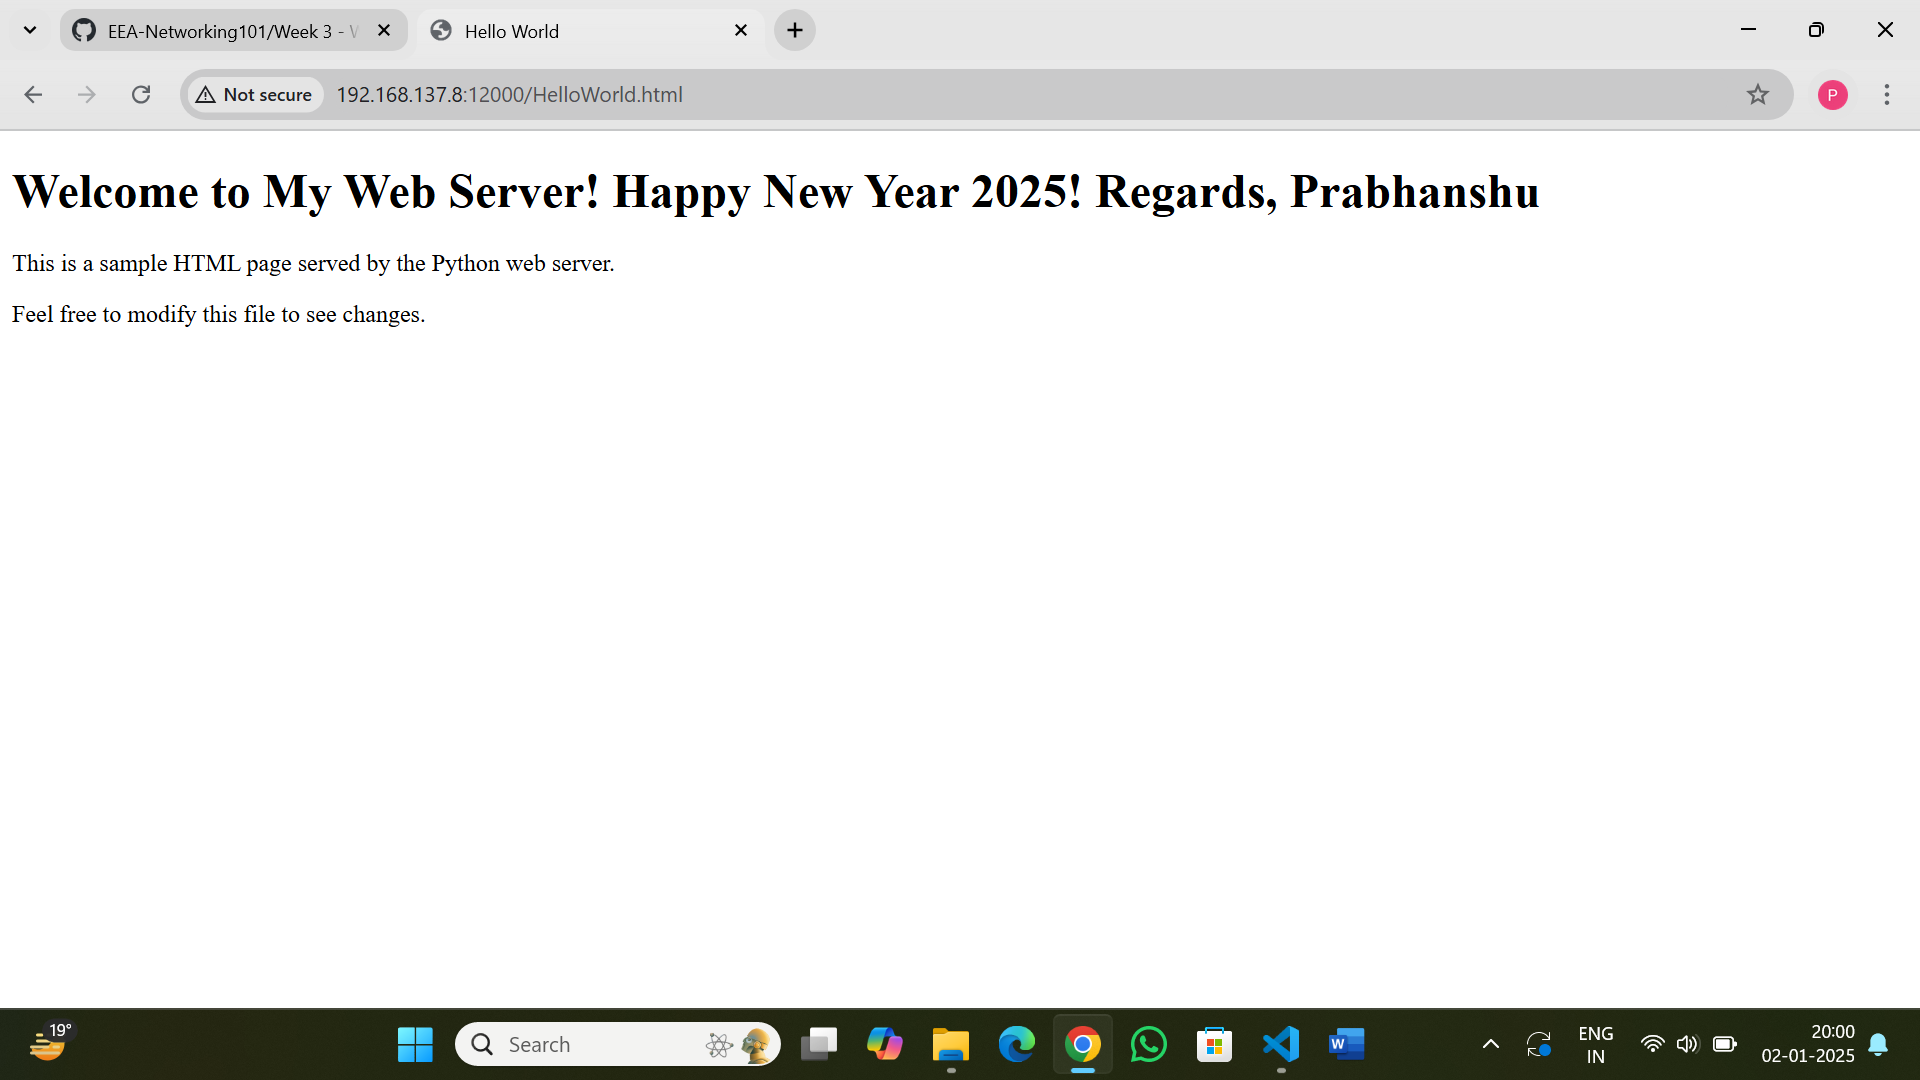 EEA-Networking101/Week 3 -
Hello World
Not secure
192.168.137.8:12000/HelloWorld.html
P
Welcome to My Web Server! Happy New Year 2025! Regards, Prabhanshu
This is a sample HTML page served by the Python web server.
Feel free to modify this file to see changes.
19°
Search
W
ENG
IN
20:00
02-01-2025